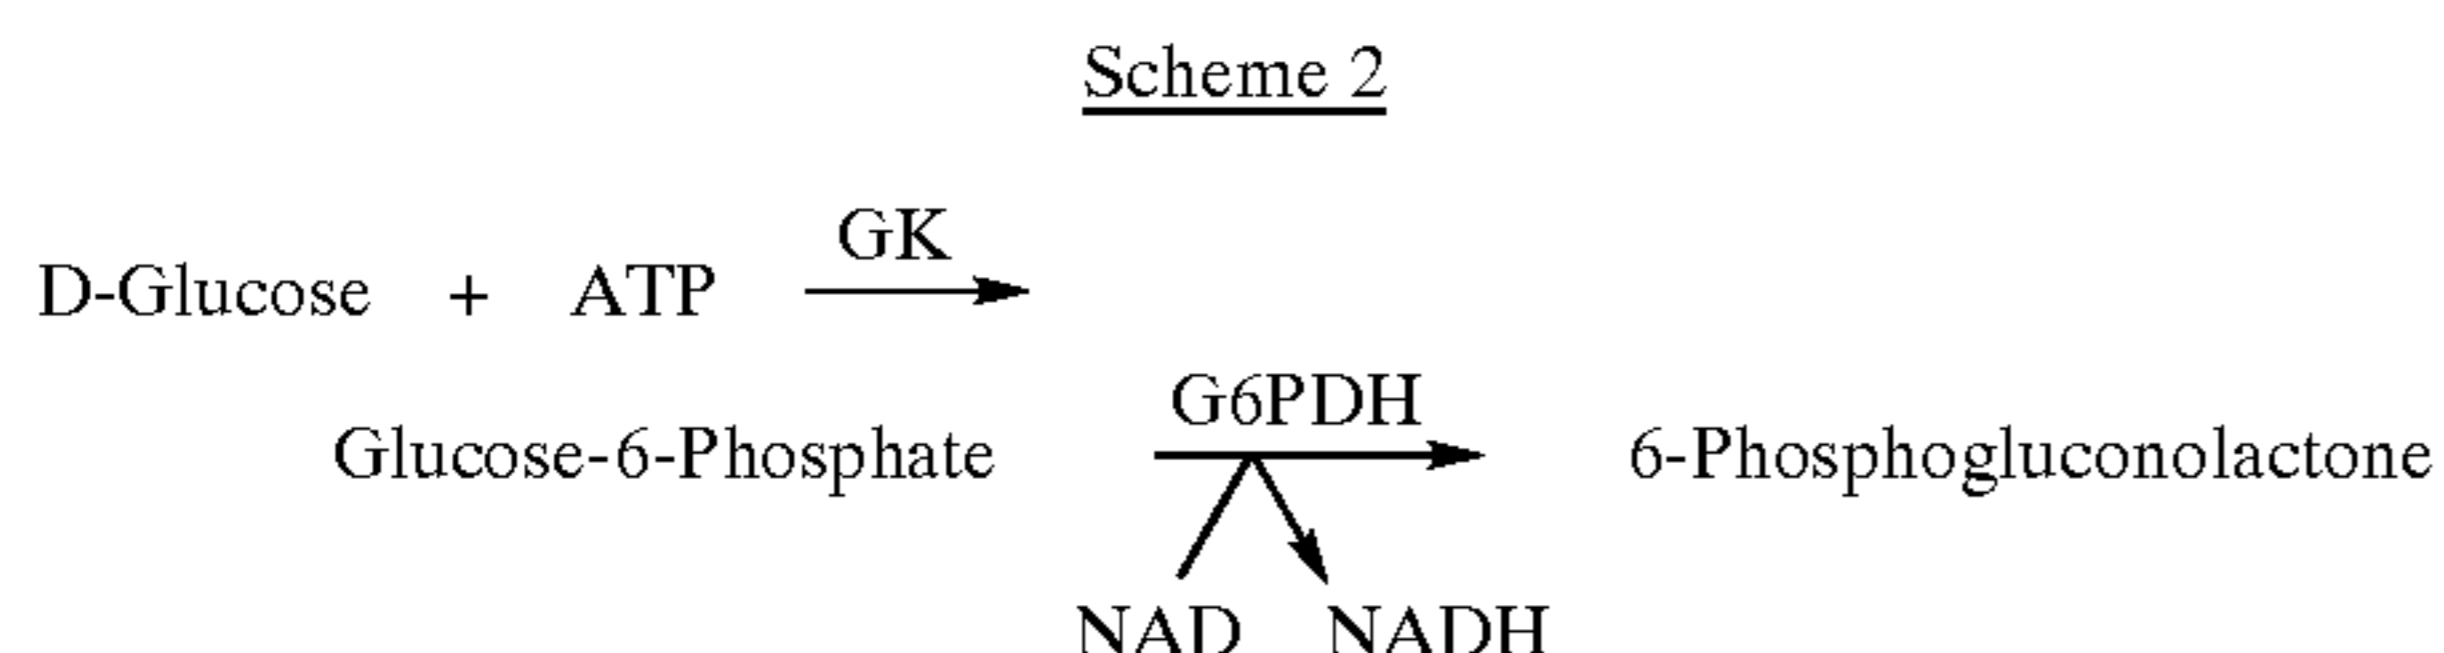 Scheme 2
GK
D-Glucose + ATP
G6PDH
Glucose-6-Phosphate 6-Phosphogluconolactone
NAD NADH